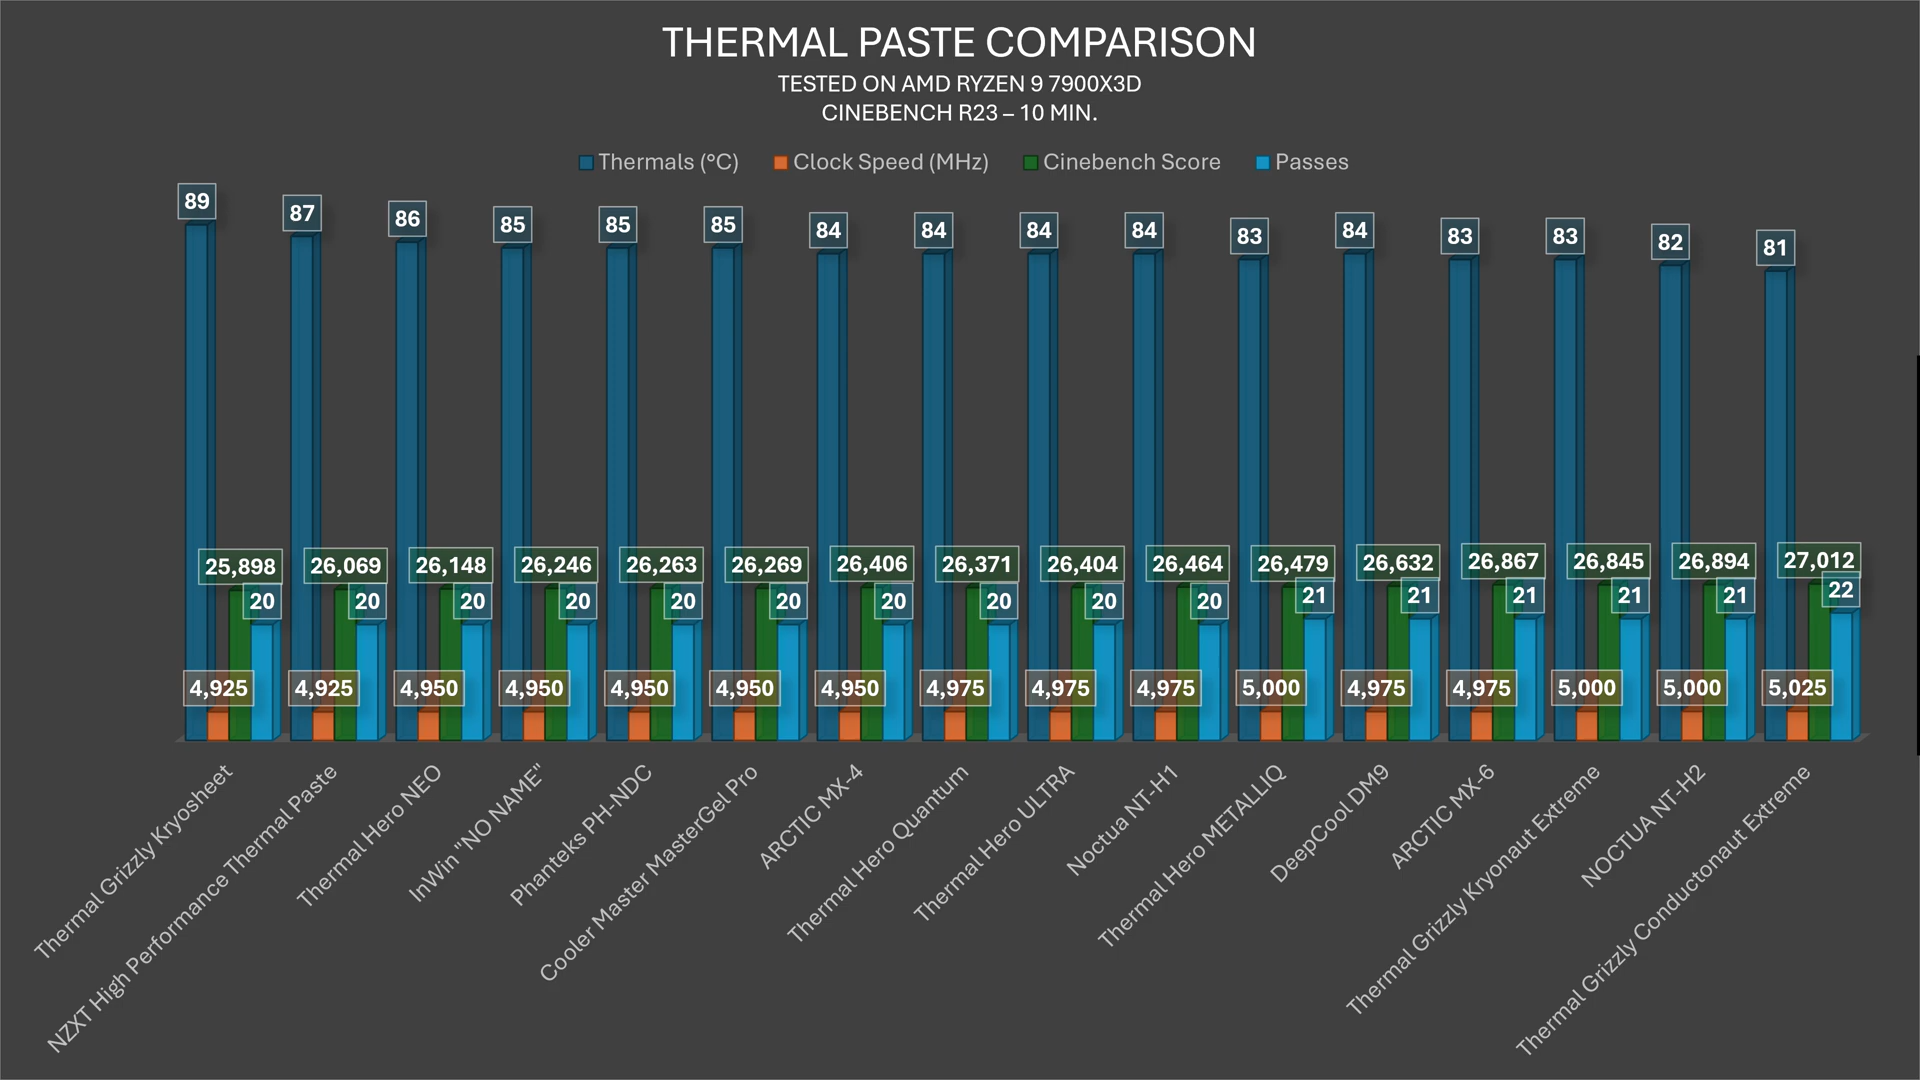 THERMAL PASTE COMPARISON
TESTED ON AMD RYZEN 9 7900X3D
CINEBENCH R23 – 10 MIN.
Thermals (°C) Clock Speed (MHz) Cinebench Score Passes
89 87 86 85 85 85 84 84 84 84 83 84 83 83 82 81
25,898 26,069 26,148 26,246 26,263 26,269 26,406 26,371 26,404 26,464 26,479 26,632 26,867 26,845 26,894 27,012
20 20 20 20 20 20 20 20 20 20 21 21 21 21 21 22
4,925 4,925 4,950 4,950 4,950 4,950 4,950 4,975 4,975 4,975 5,000 4,975 4,975 5,000 5,000 5,025
Thermal Grizzly Kryosheet
NZXT High Performance Thermal Paste
Thermal Hero NEO
InWin "NO NAME"
Phanteks PH-NDC
Cooler Master MasterGel Pro
ARCTIC MX-4
Thermal Hero Quantum
Thermal Hero ULTRA
Noctua NT-H1
Thermal Hero METALLIQ
DeepCool DM9
ARCTIC MX-6
Thermal Grizzly Kryonaut Extreme
NOCTUA NT-H2
Thermal Grizzly Conductonaut Extreme